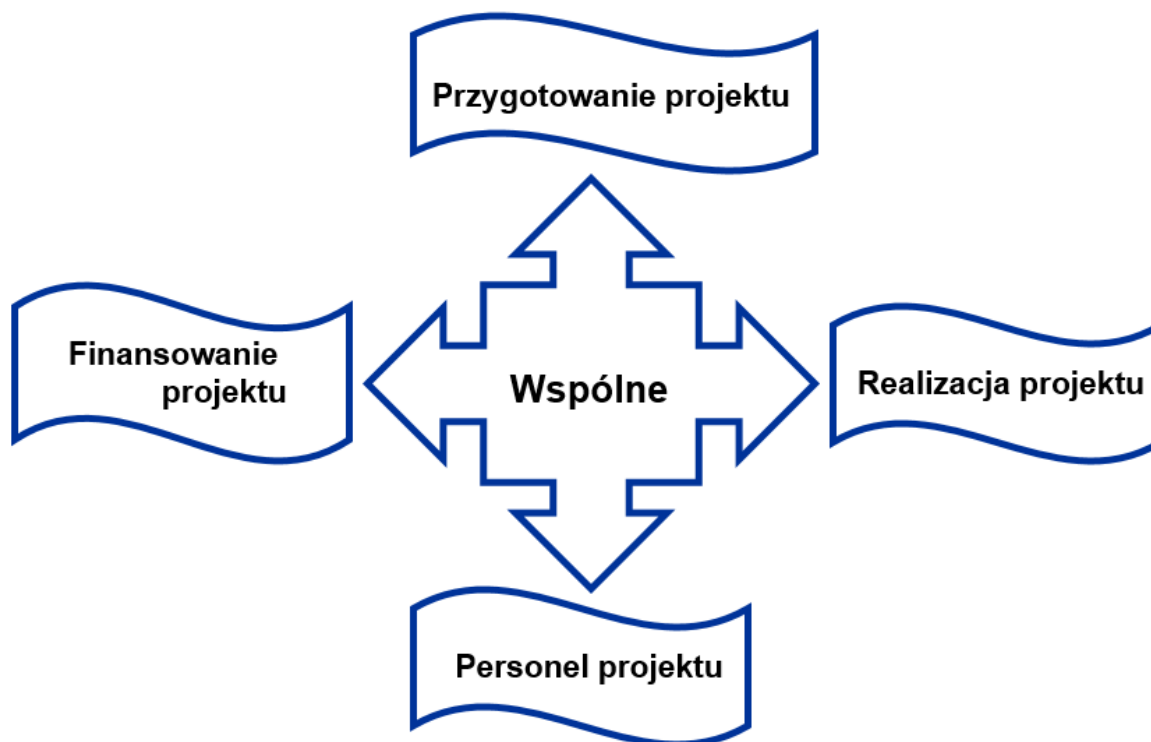 Przygotowanie projektu
Finansowanie
projektu
Wspólne
Realizacja projektu
Personel projektu